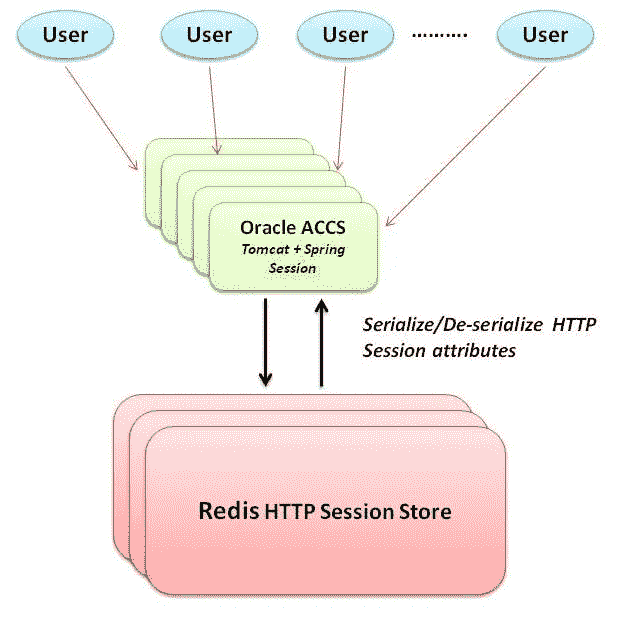 User User User ………. User
Oracle ACCS
Tomcat + Spring
Session
Serialize/De-serialize HTTP
Session attributes
Redis HTTP Session Store